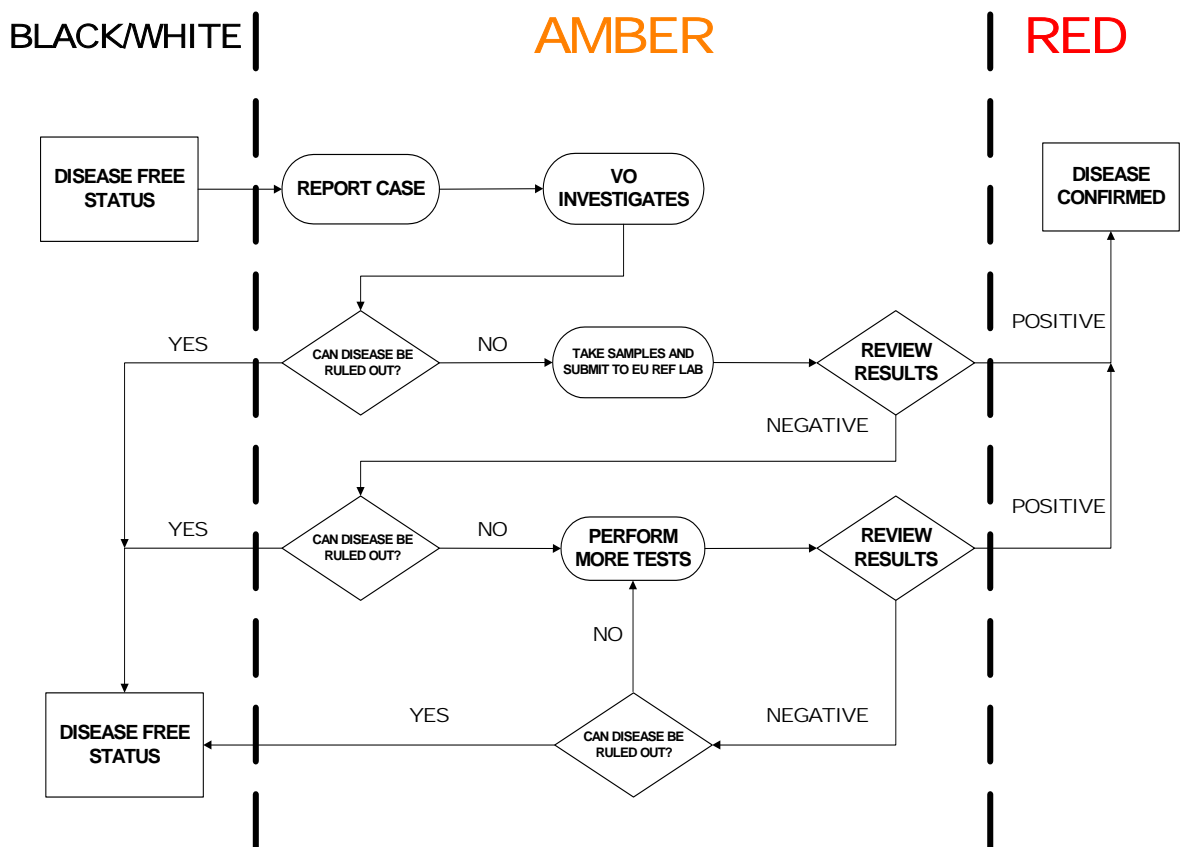 BLACK/WHITE
AMBER
RED
DISEASE FREE
STATUS
REPORT CASE
VO
INVESTIGATES
DISEASE
CONFIRMED
YES
CAN DISEASE BE
RULED OUT?
NO
TAKE SAMPLES AND
SUBMIT TO EU REF LAB
REVIEW
RESULTS
POSITIVE
NEGATIVE
YES
CAN DISEASE BE
RULED OUT?
NO
PERFORM
MORE TESTS
REVIEW
RESULTS
POSITIVE
NO
DISEASE FREE
STATUS
YES
CAN DISEASE BE
RULED OUT?
NEGATIVE